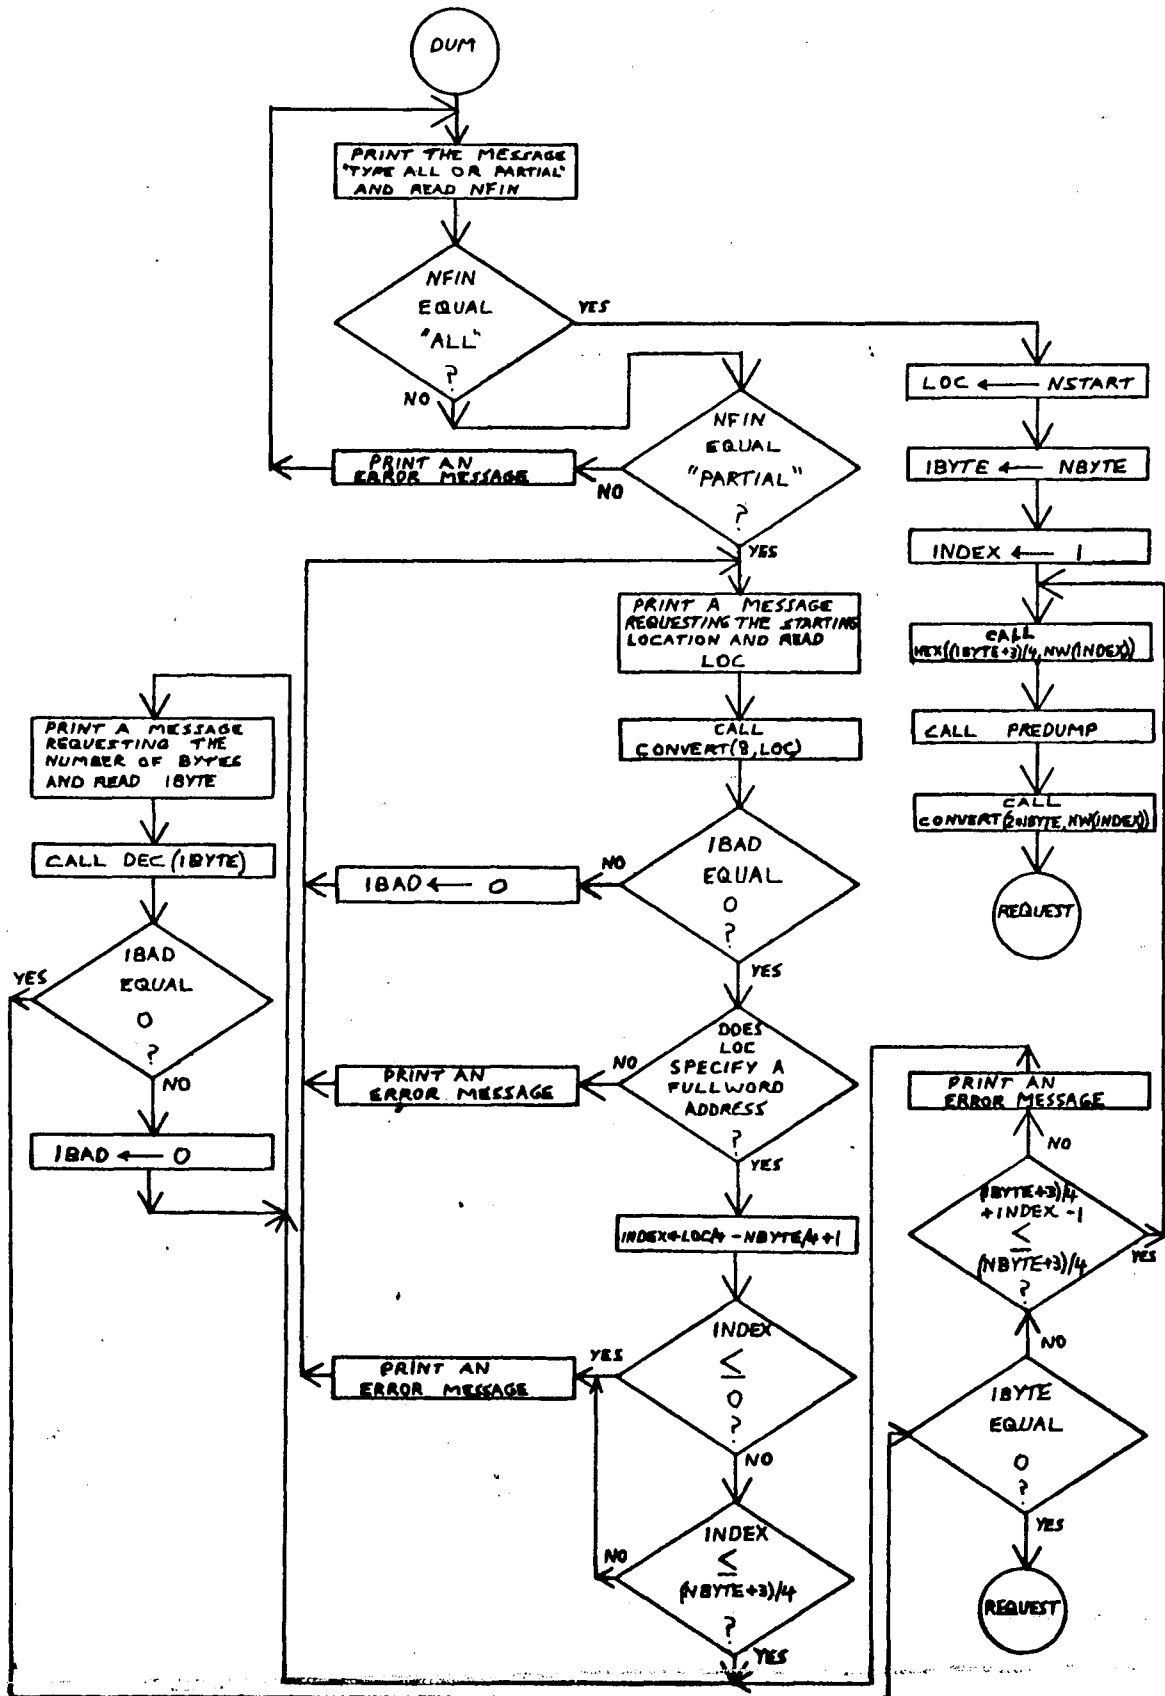 DUM
PRINT THE MESSAGE
"TYPE ALL OR PARTIAL"
AND READ NFIN
NFIN
EQUAL
"ALL"
?
YES
NO
NFIN
EQUAL
"PARTIAL"
?
NO
YES
PRINT AN
ERROR MESSAGE
LOC ← NSTART
IBYTE ← NBYTE
INDEX ← 1
CALL
HEX((IBYTE+3)/4, NW(INDEX))
CALL PREDUMP
CALL
CONVERT(2*IBYTE, NW(INDEX))
REQUEST
PRINT A MESSAGE
REQUESTING THE STARTING
LOCATION AND READ
LOC
CALL
CONVERT(8, LOC)
IBAD
EQUAL
0
?
NO
YES
IBAD ← 0
DOES
LOC
SPECIFY A
FULLWORD
ADDRESS
?
NO
YES
PRINT AN
ERROR MESSAGE
INDEX←LOC/4 - NBYTE/4+1
INDEX
≤
0
?
YES
NO
PRINT AN
ERROR MESSAGE
INDEX
≤
(NBYTE+3)/4
?
NO
YES
PRINT A MESSAGE
REQUESTING THE
NUMBER OF BYTES
AND READ IBYTE
CALL DEC(IBYTE)
IBAD
EQUAL
0
?
YES
NO
IBAD ← 0
PRINT AN
ERROR MESSAGE
NO
(IBYTE+3)/4
+INDEX -1
≤
(NBYTE+3)/4
?
YES
NO
IBYTE
EQUAL
0
?
YES
REQUEST